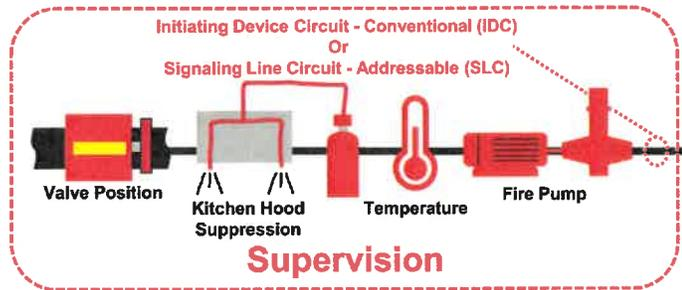 Initiating Device Circuit - Conventional (IDC)
Or
Signaling Line Circuit - Addressable (SLC)
Valve Position
Kitchen Hood
Suppression
Temperature
Fire Pump
Supervision